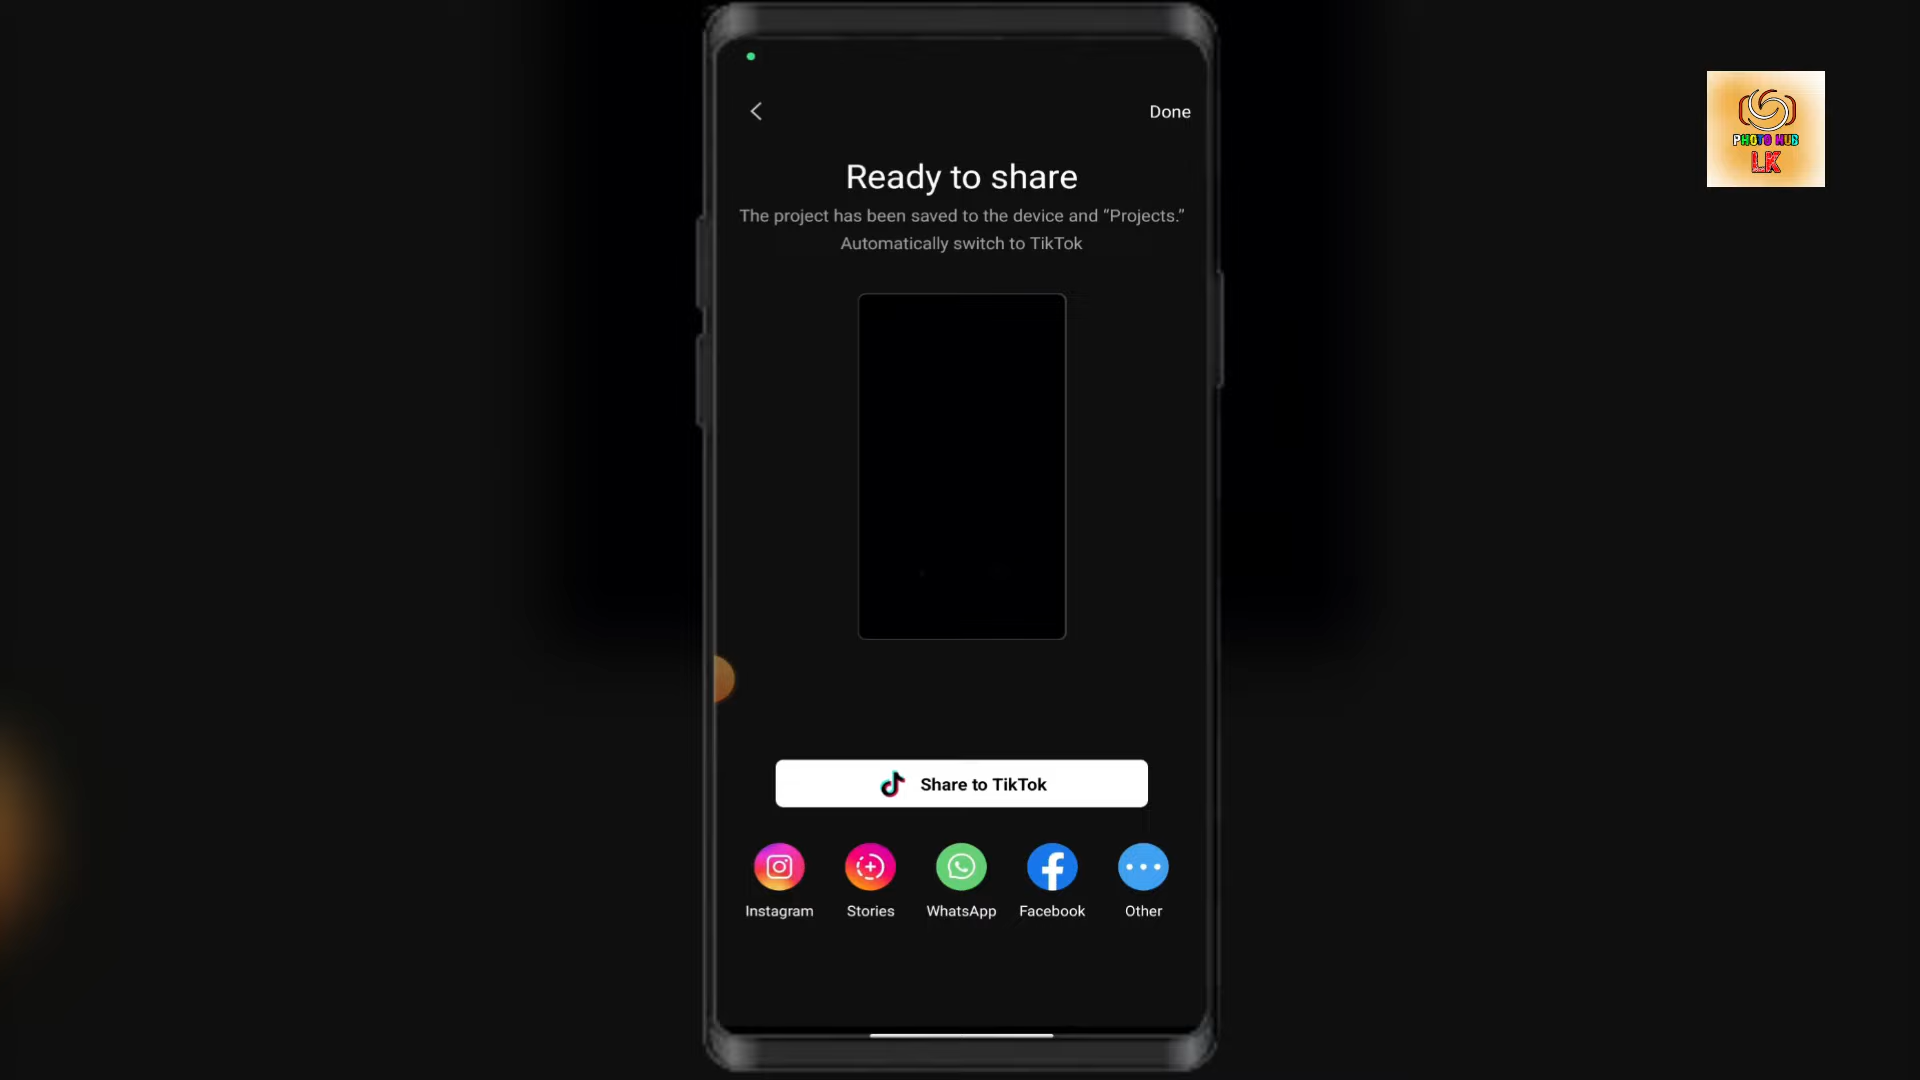 Done
Ready to share
The project has been saved to the device and “Projects.”
Automatically switch to TikTok
Share to TikTok
Instagram
Stories
WhatsApp
Facebook
Other
PHOTO HUB
LK